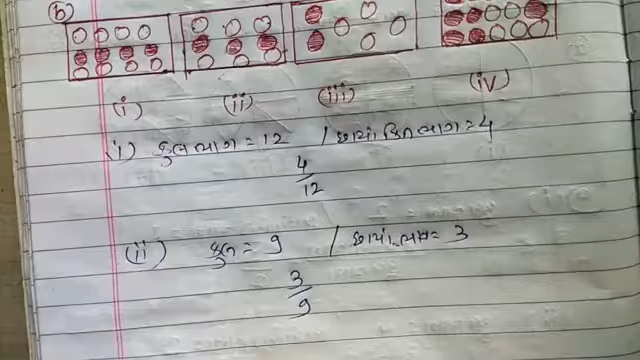 (b)
(i) (ii) (iii) (iv)
(i) કુલ ભાગ = 12 / છાયાંકિત ભાગ = 4
4/12
(ii) કુલ = 9 / છાયાં. ભાગ = 3
3/9